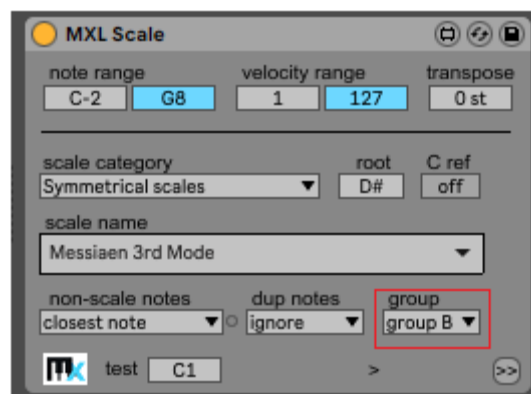 MXL Scale
note range velocity range transpose
C-2 G8 1 127 0 st
scale category root C ref
Symmetrical scales D# off
scale name
Messiaen 3rd Mode
non-scale notes dup notes group
closest note ignore group B
mx test C1 > >>